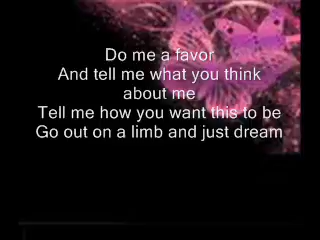 Do me a favor
And tell me what you think
about me
Tell me how you want this to be
Go out on a limb and just dream